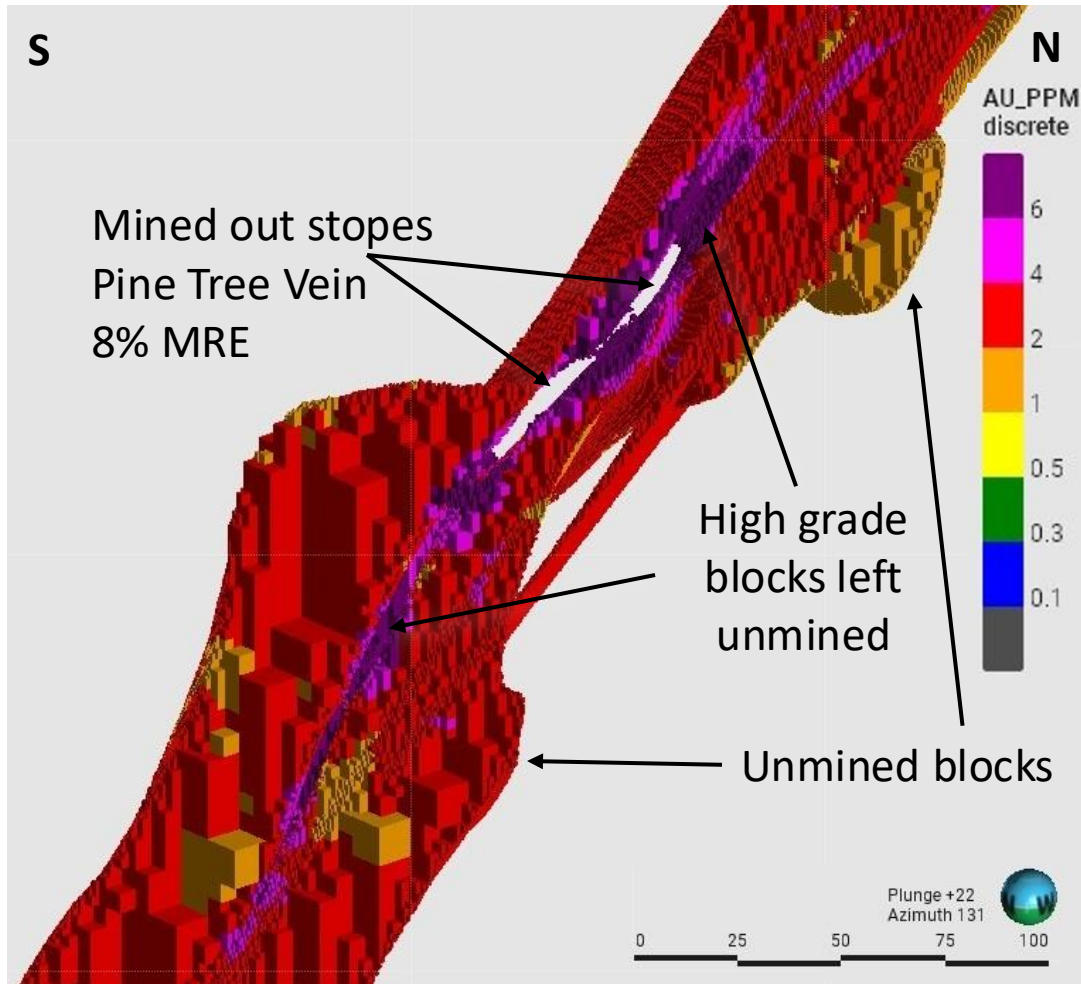 S
N
AU_PPM
discrete
6
4
2
1
0.5
0.3
0.1
Mined out stopes
Pine Tree Vein
8% MRE
High grade
blocks left
unmined
Unmined blocks
Plunge +22
Azimuth 131
0 25 50 75 100